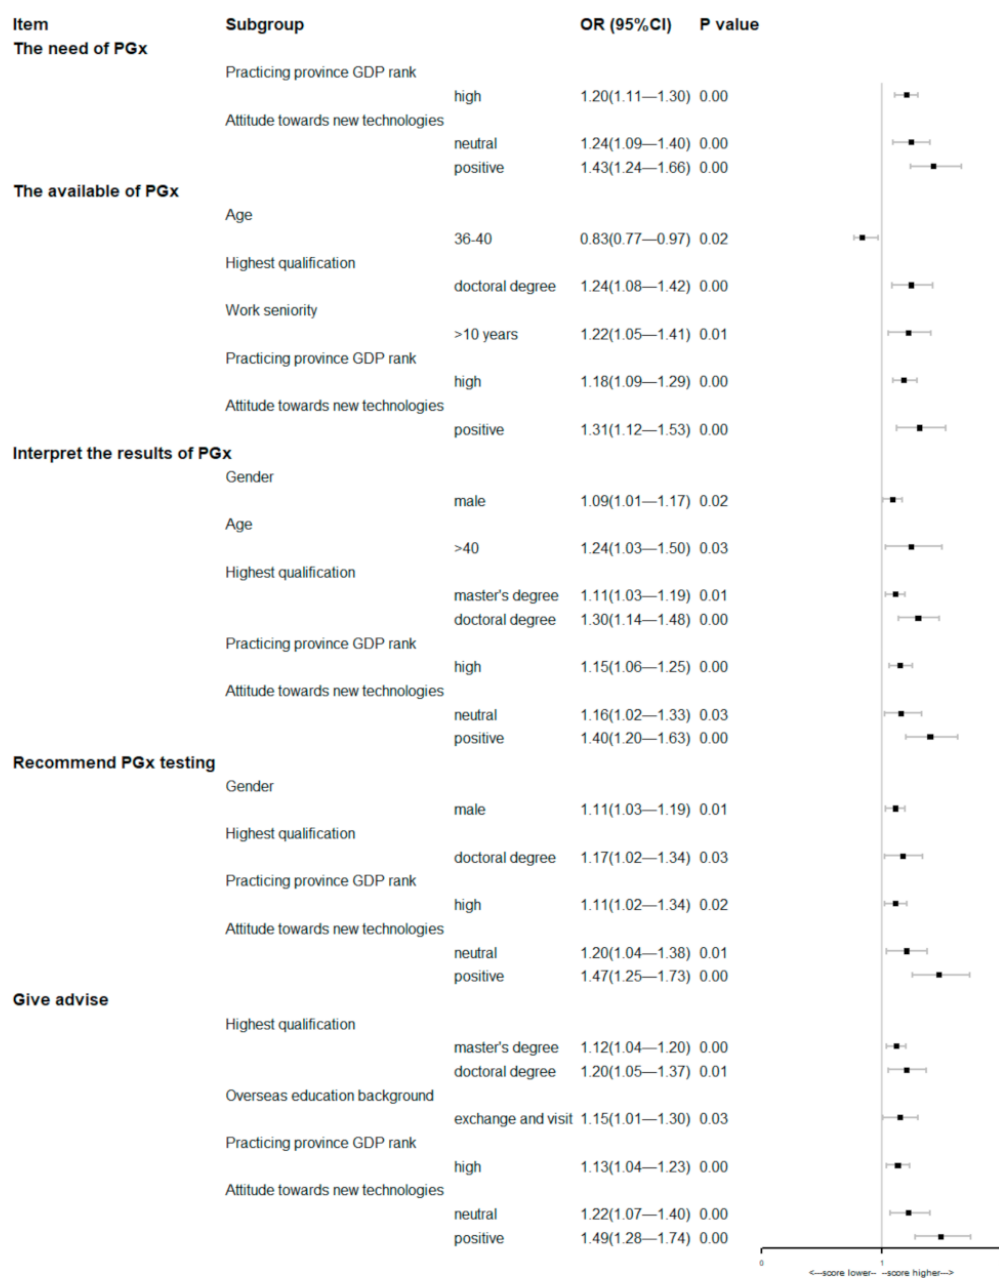 Item Subgroup OR (95%CI) P value
The need of PGx
Practicing province GDP rank
high 1.20(1.11—1.30) 0.00
Attitude towards new technologies
neutral 1.24(1.09—1.40) 0.00
positive 1.43(1.24—1.66) 0.00
The available of PGx
Age
36-40 0.83(0.77—0.97) 0.02
Highest qualification
doctoral degree 1.24(1.08—1.42) 0.00
Work seniority
>10 years 1.22(1.05—1.41) 0.01
Practicing province GDP rank
high 1.18(1.09—1.29) 0.00
Attitude towards new technologies
positive 1.31(1.12—1.53) 0.00
Interpret the results of PGx
Gender
male 1.09(1.01—1.17) 0.02
Age
>40 1.24(1.03—1.50) 0.03
Highest qualification
master's degree 1.11(1.03—1.19) 0.01
doctoral degree 1.30(1.14—1.48) 0.00
Practicing province GDP rank
high 1.15(1.06—1.25) 0.00
Attitude towards new technologies
neutral 1.16(1.02—1.33) 0.03
positive 1.40(1.20—1.63) 0.00
Recommend PGx testing
Gender
male 1.11(1.03—1.19) 0.01
Highest qualification
doctoral degree 1.17(1.02—1.34) 0.03
Practicing province GDP rank
high 1.11(1.02—1.34) 0.02
Attitude towards new technologies
neutral 1.20(1.04—1.38) 0.01
positive 1.47(1.25—1.73) 0.00
Give advise
Highest qualification
master's degree 1.12(1.04—1.20) 0.00
doctoral degree 1.20(1.05—1.37) 0.01
Overseas education background
exchange and visit 1.15(1.01—1.30) 0.03
Practicing province GDP rank
high 1.13(1.04—1.23) 0.00
Attitude towards new technologies
neutral 1.22(1.07—1.40) 0.00
positive 1.49(1.28—1.74) 0.00
0 1
<---score lower-- --score higher--->